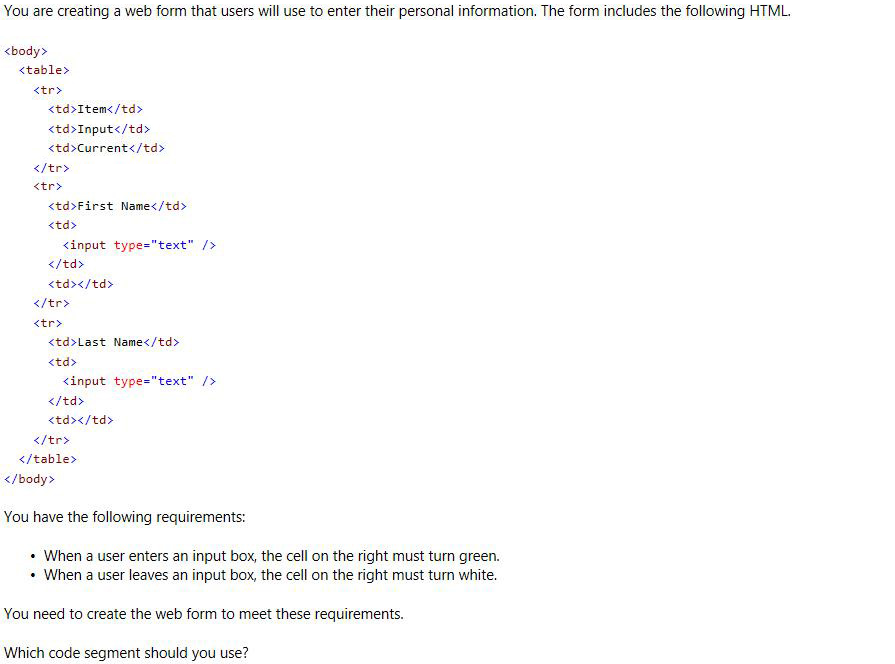 You are creating a web form that users will use to enter their personal information. The form includes the following HTML.
<body>
<table>
<tr>
<td>Item</td>
<td>Input</td>
<td>Current</td>
</tr>
<tr>
<td>First Name</td>
<td>
<input type="text" />
</td>
<td></td>
</tr>
<tr>
<td>Last Name</td>
<td>
<input type="text" />
</td>
<td></td>
</tr>
</table>
</body>
You have the following requirements:
• When a user enters an input box, the cell on the right must turn green.
• When a user leaves an input box, the cell on the right must turn white.
You need to create the web form to meet these requirements.
Which code segment should you use?